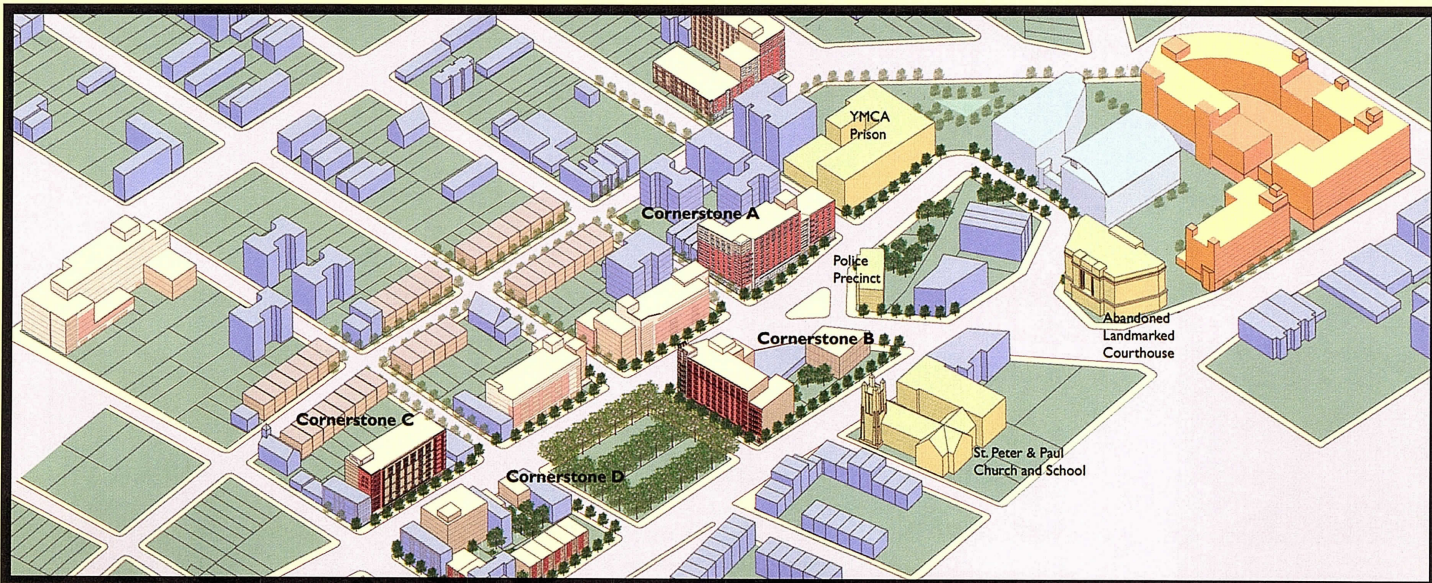 YMCA
Prison
Cornerstone A
Police
Precinct
Abandoned
Landmarked
Courthouse
Cornerstone B
Cornerstone C
St. Peter & Paul
Church and School
Cornerstone D